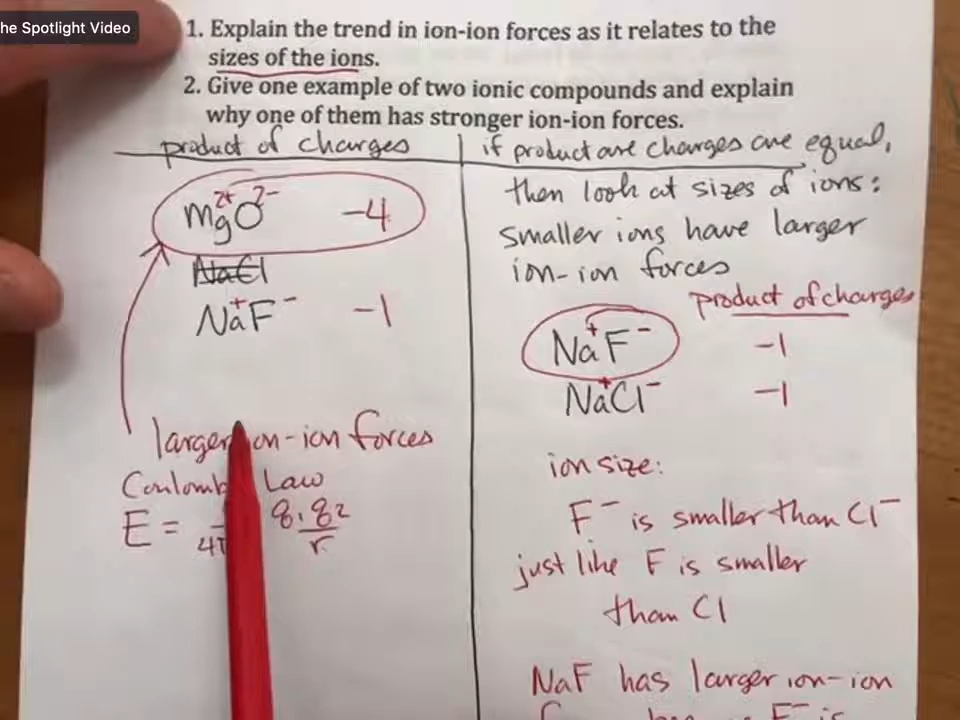 he Spotlight Video
1. Explain the trend in ion-ion forces as it relates to the
sizes of the ions.
2. Give one example of two ionic compounds and explain
why one of them has stronger ion-ion forces.
product of charges
Mg²⁺O²⁻ -4
NaCl
Na⁺F⁻ -1
larger ion-ion forces
Coulomb Law
E = q₁q₂
4π r
if product are charges are equal,
then look at sizes of ions:
smaller ions have larger
ion-ion forces
product of charges
Na⁺F⁻ -1
Na⁺Cl⁻ -1
ion size:
F⁻ is smaller than Cl⁻
just like F is smaller
than Cl
NaF has larger ion-ion
F⁻ is